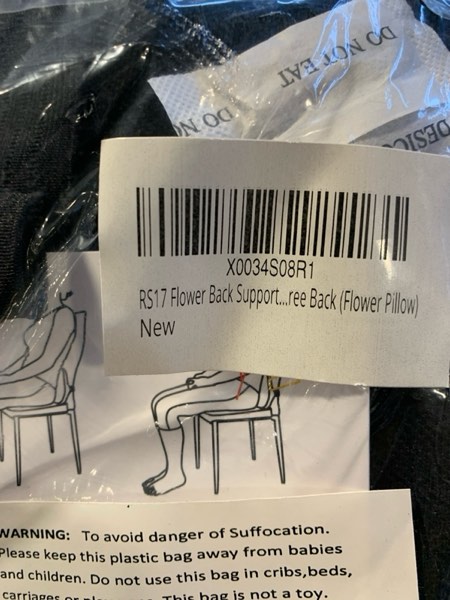 DO NOT EAT
DO NO
DESICC
X0034S08R1
RS17 Flower Back Support...ree Back (Flower Pillow)
New
WARNING: To avoid danger of Suffocation.
Please keep this plastic bag away from babies
and children. Do not use this bag in cribs,beds,
carriages or This bag is not a toy.